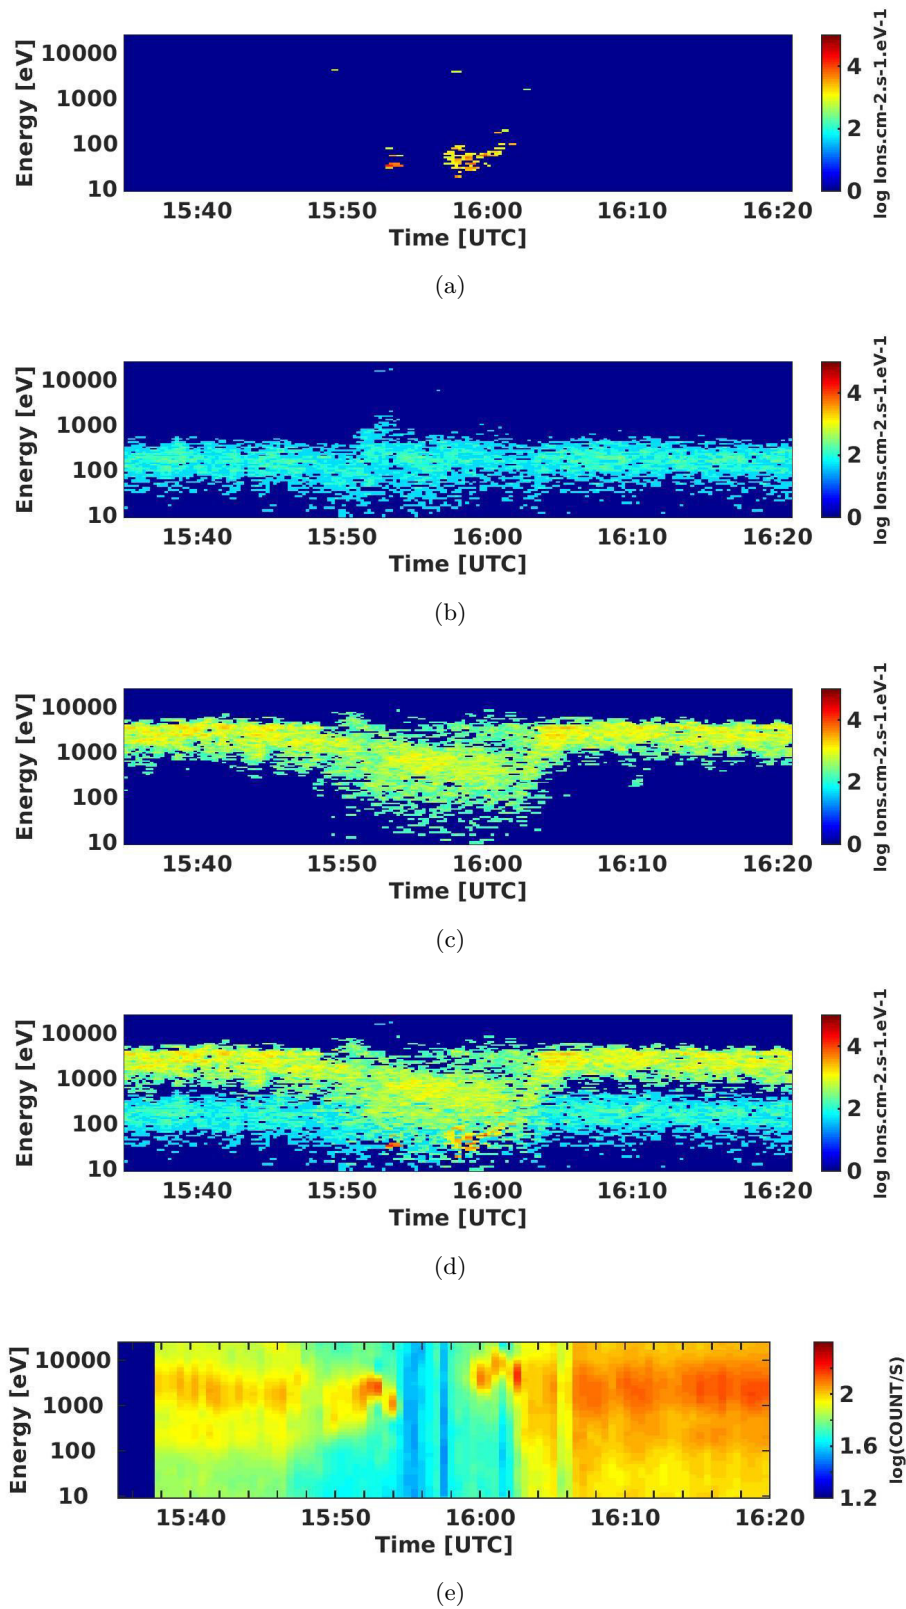 10000
1000
100
10
Energy [eV]
15:40 15:50 16:00 16:10 16:20
Time [UTC]
4
2
0
log Ions.cm-2.s-1.eV-1
(a)
10000
1000
100
10
Energy [eV]
15:40 15:50 16:00 16:10 16:20
Time [UTC]
4
2
0
log Ions.cm-2.s-1.eV-1
(b)
10000
1000
100
10
Energy [eV]
15:40 15:50 16:00 16:10 16:20
Time [UTC]
4
2
0
log Ions.cm-2.s-1.eV-1
(c)
10000
1000
100
10
Energy [eV]
15:40 15:50 16:00 16:10 16:20
Time [UTC]
4
2
0
log Ions.cm-2.s-1.eV-1
(d)
10000
1000
100
10
Energy [eV]
15:40 15:50 16:00 16:10 16:20
Time [UTC]
2
1.6
1.2
log(COUNT/S)
(e)